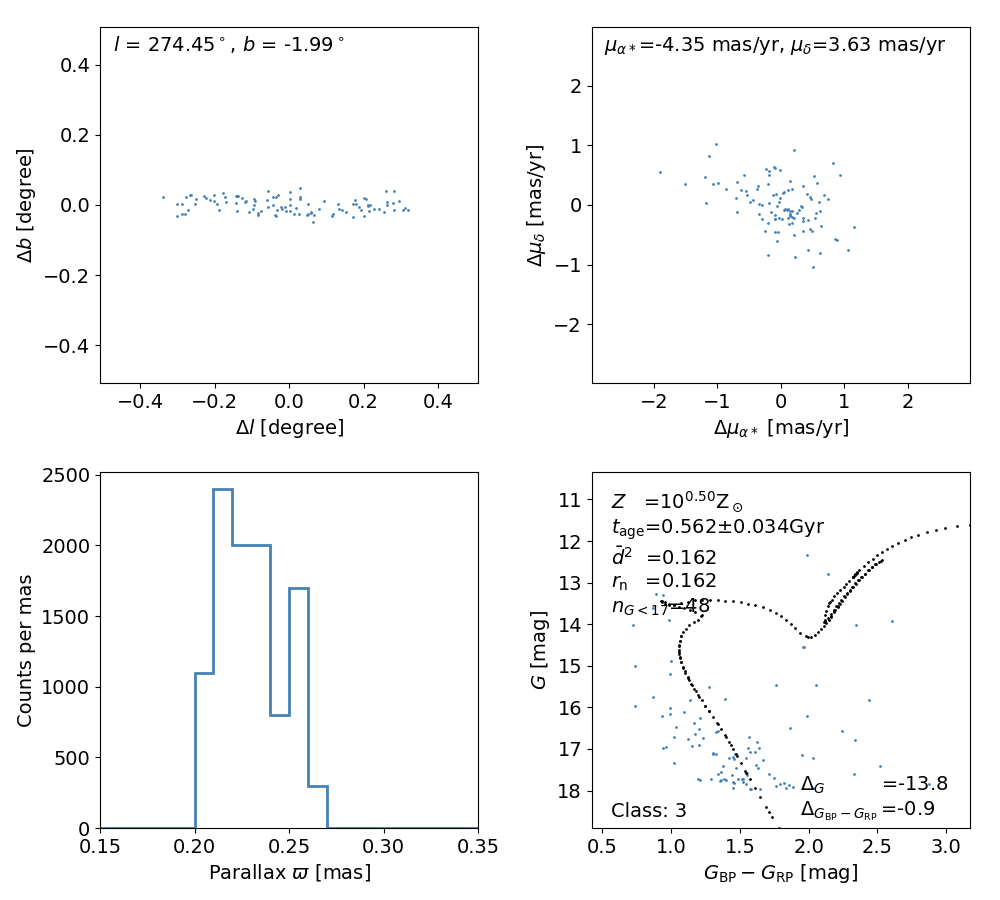 l = 274.45°, b = -1.99°
0.4
0.2
0.0
−0.2
−0.4
Δb [degree]
−0.4 −0.2 0.0 0.2 0.4
Δl [degree]
μα*=-4.35 mas/yr, μδ=3.63 mas/yr
2
1
0
−1
−2
Δμδ [mas/yr]
−2 −1 0 1 2
Δμα* [mas/yr]
2500
2000
1500
1000
500
0
Counts per mas
0.15 0.20 0.25 0.30 0.35
Parallax ϖ [mas]
Z =10^0.50 Z⊙
t_age=0.562±0.034Gyr
d̄² =0.162
r_n =0.162
n_G<17=48
11
12
13
14
15
16
17
18
G [mag]
Δ_G =-13.8
Class: 3 Δ_GBP−GRP =-0.9
0.5 1.0 1.5 2.0 2.5 3.0
G_BP − G_RP [mag]